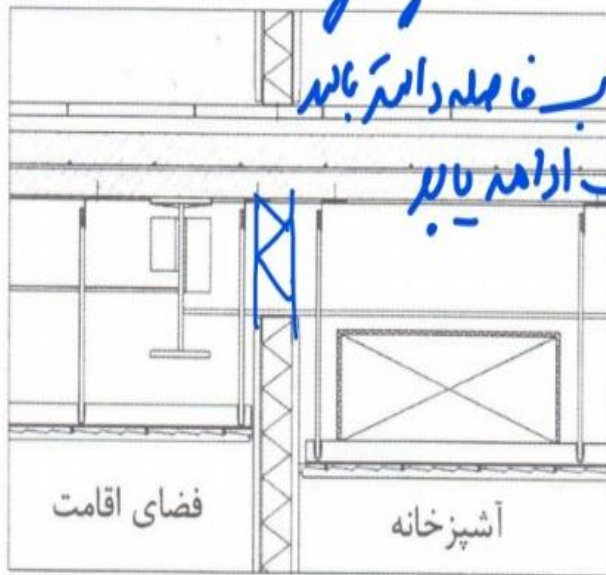 ب فاصله داشته باشد
ادامه یابد
آشپزخانه
فضای اقامت